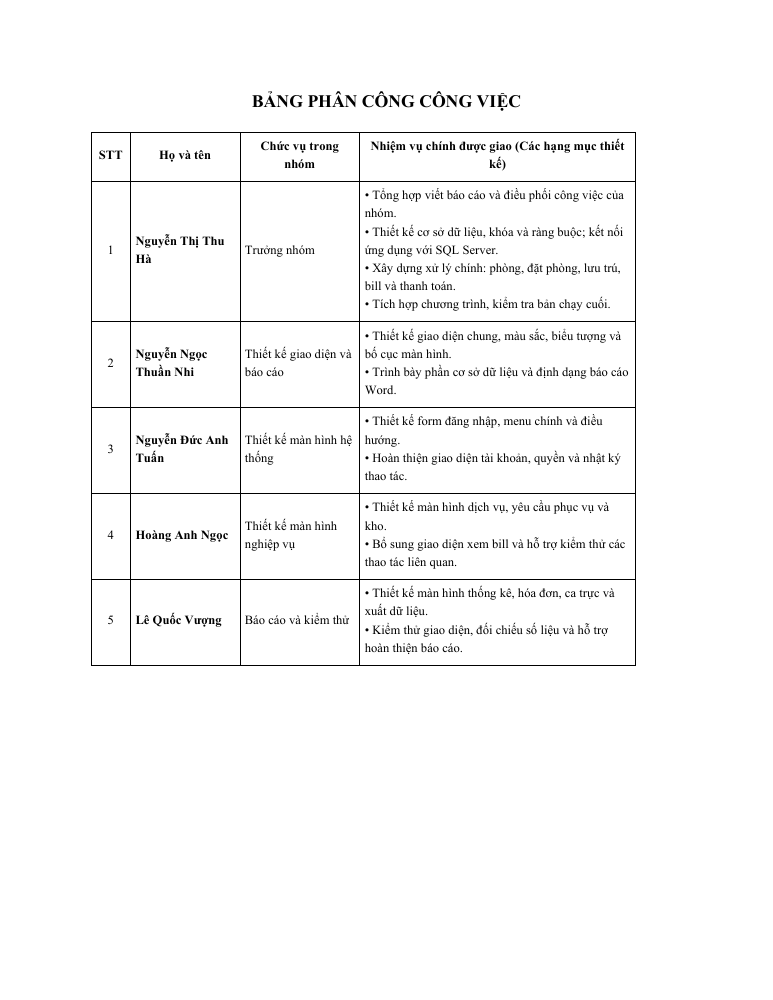 BẢNG PHÂN CÔNG CÔNG VIỆC
STT
Họ và tên
Chức vụ trong
nhóm
Nhiệm vụ chính được giao (Các hạng mục thiết
kế)
1
Nguyễn Thị Thu
Hà
Trưởng nhóm
• Tổng hợp viết báo cáo và điều phối công việc của
nhóm.
• Thiết kế cơ sở dữ liệu, khóa và ràng buộc; kết nối
ứng dụng với SQL Server.
• Xây dựng xử lý chính: phòng, đặt phòng, lưu trú,
bill và thanh toán.
• Tích hợp chương trình, kiểm tra bản chạy cuối.
2
Nguyễn Ngọc
Thuần Nhi
Thiết kế giao diện và
báo cáo
• Thiết kế giao diện chung, màu sắc, biểu tượng và
bố cục màn hình.
• Trình bày phần cơ sở dữ liệu và định dạng báo cáo
Word.
3
Nguyễn Đức Anh
Tuấn
Thiết kế màn hình hệ
thống
• Thiết kế form đăng nhập, menu chính và điều
hướng.
• Hoàn thiện giao diện tài khoản, quyền và nhật ký
thao tác.
4
Hoàng Anh Ngọc
Thiết kế màn hình
nghiệp vụ
• Thiết kế màn hình dịch vụ, yêu cầu phục vụ và
kho.
• Bổ sung giao diện xem bill và hỗ trợ kiểm thử các
thao tác liên quan.
5
Lê Quốc Vượng
Báo cáo và kiểm thử
• Thiết kế màn hình thống kê, hóa đơn, ca trực và
xuất dữ liệu.
• Kiểm thử giao diện, đối chiếu số liệu và hỗ trợ
hoàn thiện báo cáo.